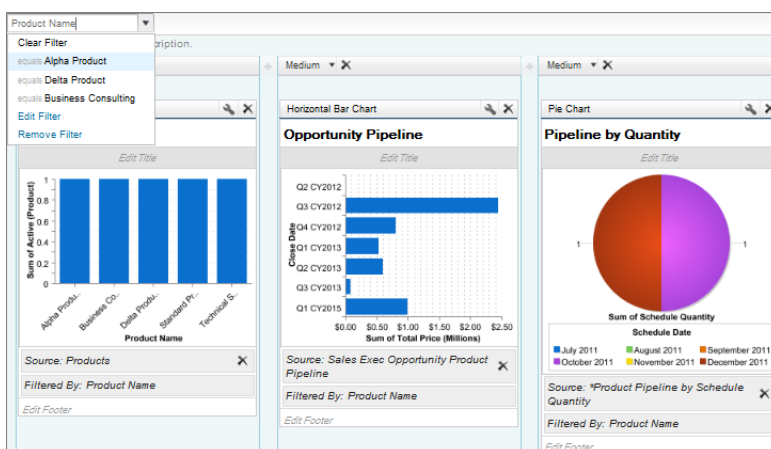 Product Name
Clear Filter
equals Alpha Product
equals Delta Product
equals Business Consulting
Edit Filter
Remove Filter
Medium
Medium
Horizontal Bar Chart
Pie Chart
Opportunity Pipeline
Pipeline by Quantity
Edit Title
Edit Title
Edit Title
Sum of Active (Product)
1
0.8
0.6
0.4
0.2
0
Alpha Produ..
Business Co..
Delta Produ..
Standard Pr..
Technical S..
Product Name
Close Date
Q2 CY2012
Q3 CY2012
Q4 CY2012
Q1 CY2013
Q2 CY2013
Q3 CY2013
Q1 CY2015
$0.00 $0.50 $1.00 $1.50 $2.00 $2.50
Sum of Total Price (Millions)
1
1
Sum of Schedule Quantity
Schedule Date
July 2011 August 2011 September 2011
October 2011 November 2011 December 2011
Source: Products
Filtered By: Product Name
Edit Footer
Source: Sales Exec Opportunity Product
Pipeline
Filtered By: Product Name
Edit Footer
Source: *Product Pipeline by Schedule
Quantity
Filtered By: Product Name
Edit Footer